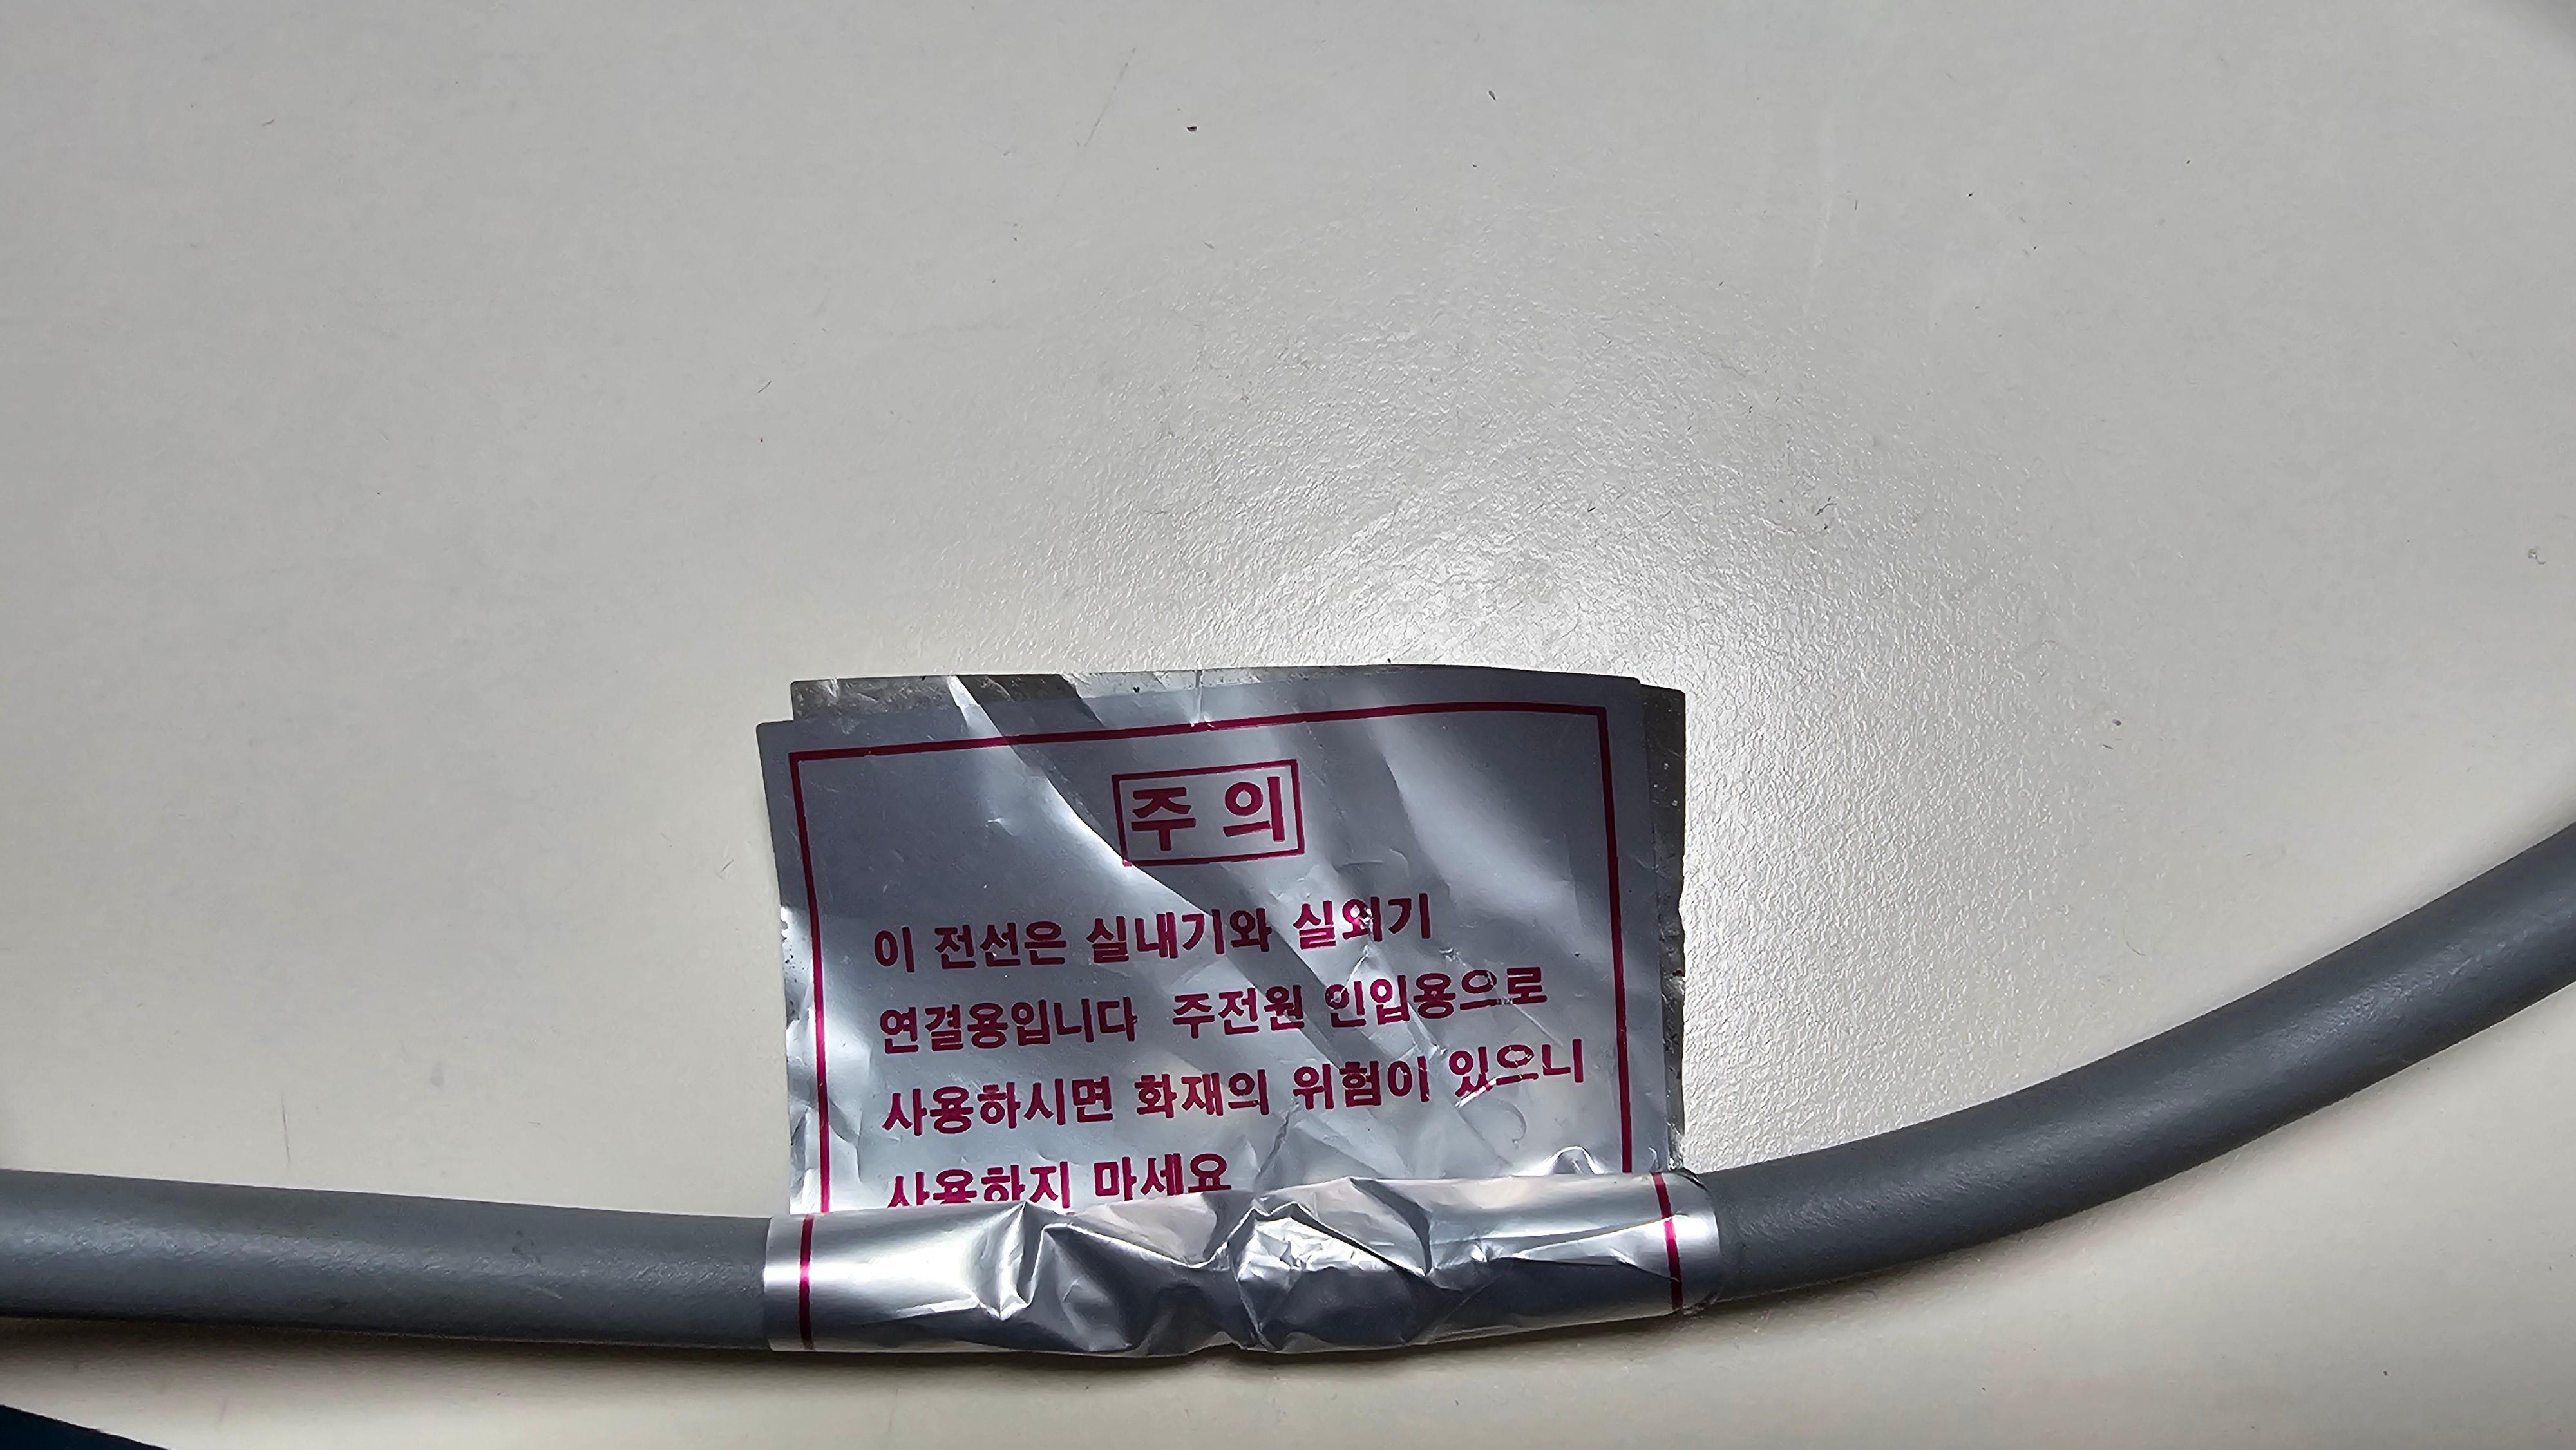 주의
이 전선은 실내기와 실외기
연결용입니다 주전원 인입용으로
사용하시면 화재의 위험이 있으니
사용하지 마세요